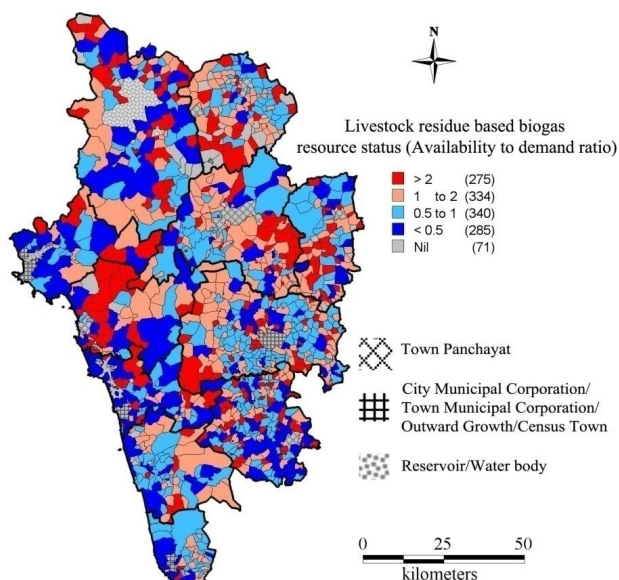 N
Livestock residue based biogas
resource status (Availability to demand ratio)
> 2 (275)
1 to 2 (334)
0.5 to 1 (340)
< 0.5 (285)
Nil (71)
Town Panchayat
City Municipal Corporation/
Town Municipal Corporation/
Outward Growth/Census Town
Reservoir/Water body
0 25 50
kilometers